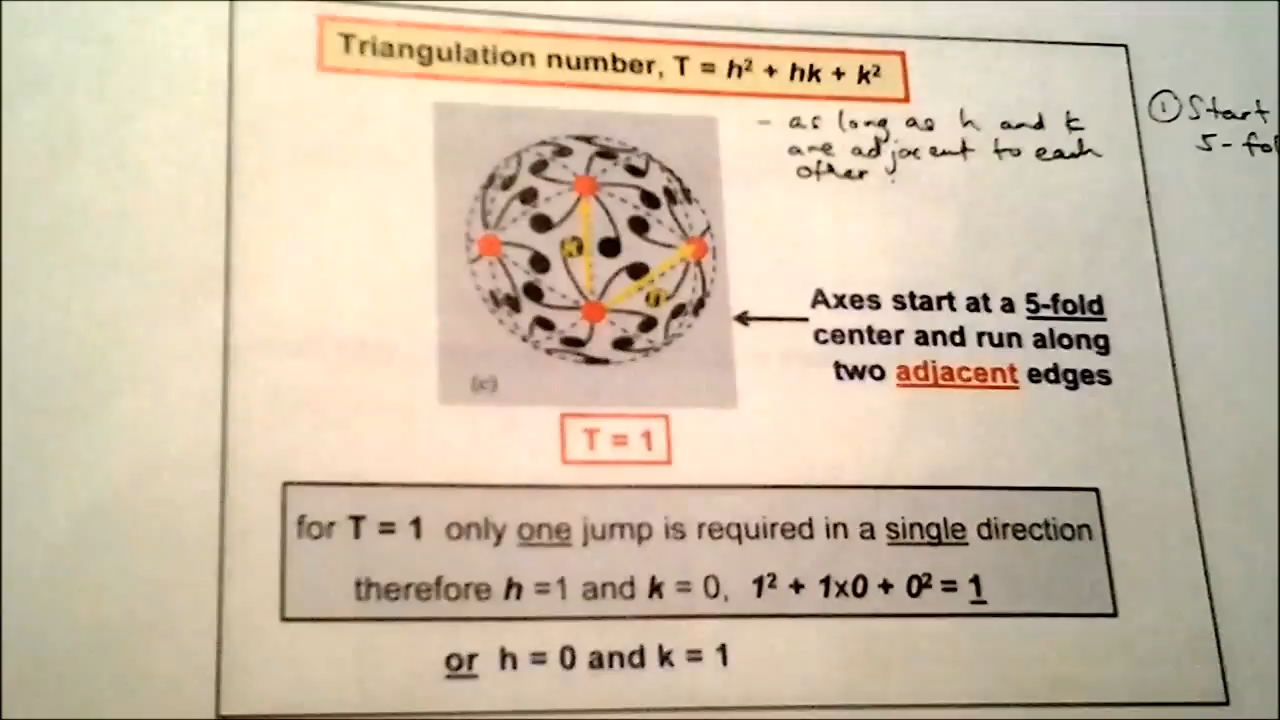 Triangulation number, T = h² + hk + k²
- as long as h and k
are adjacent to each
other!
① Start
5-fo
Axes start at a 5-fold
center and run along
two adjacent edges
(c)
T = 1
for T = 1 only one jump is required in a single direction
therefore h =1 and k = 0, 1² + 1x0 + 0² = 1
or h = 0 and k = 1